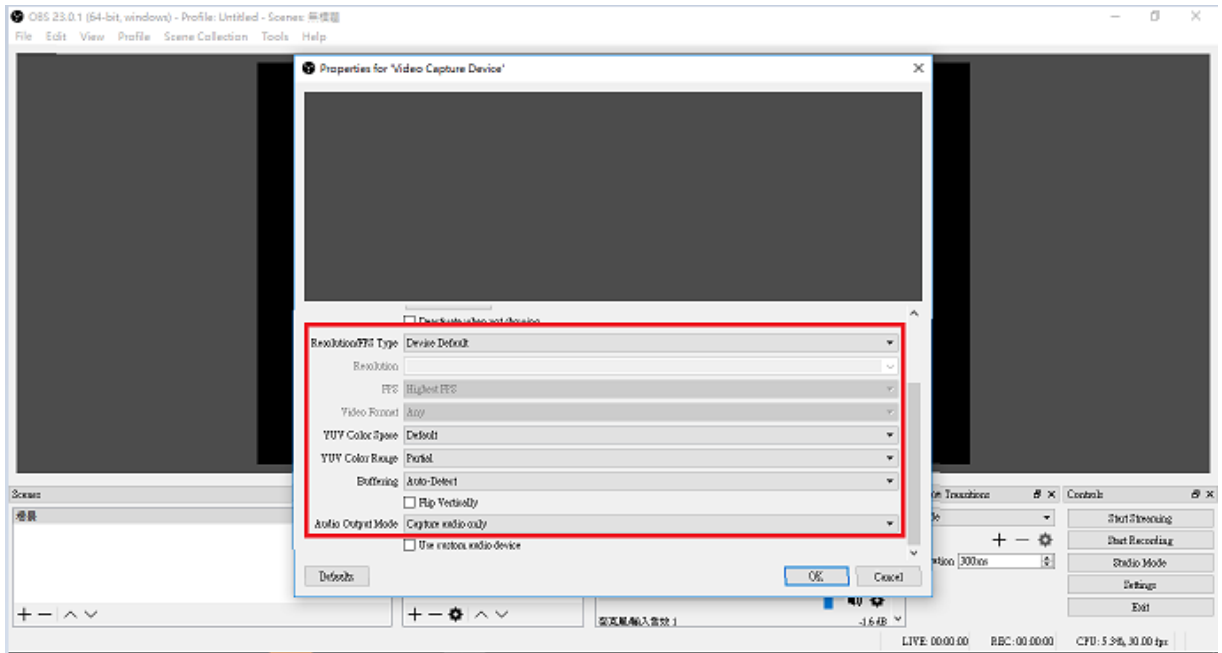 OBS 23.0.1 (64-bit, windows) - Profile: Untitled - Scenes: 無標題
File Edit View Profile Scene Collection Tools Help
Properties for 'Video Capture Device'
Deactivate when not showing
Resolution/FPS Type Device Default
Resolution
FPS Highest FPS
Video Format Any
YUV Color Space Default
YUV Color Range Partial
Buffering Auto-Detect
Flip Vertically
Audio Output Mode Capture audio only
Use custom audio device
Defaults OK Cancel
Scenes
場景
Transitions
300ms
麥克風/輸入音效 1
-1.6 dB
Controls
Start Streaming
Start Recording
Studio Mode
Settings
Exit
LIVE: 00:00:00 REC: 00:00:00 CPU: 5.3%, 30.00 fps